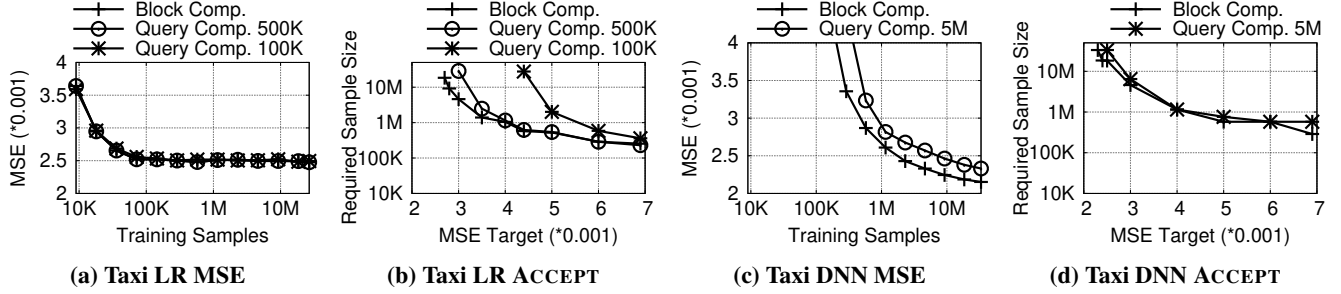 Block Comp.
Query Comp. 500K
Query Comp. 100K
MSE (*0.001)
4
3.5
3
2.5
2
10K 100K 1M 10M
Training Samples
(a) Taxi LR MSE
Block Comp.
Query Comp. 500K
Query Comp. 100K
Required Sample Size
10M
1M
100K
10K
2 3 4 5 6 7
MSE Target (*0.001)
(b) Taxi LR ACCEPT
Block Comp.
Query Comp. 5M
MSE (*0.001)
4
3.5
3
2.5
2
10K 100K 1M 10M
Training Samples
(c) Taxi DNN MSE
Block Comp.
Query Comp. 5M
Required Sample Size
10M
1M
100K
10K
2 3 4 5 6 7
MSE Target (*0.001)
(d) Taxi DNN ACCEPT